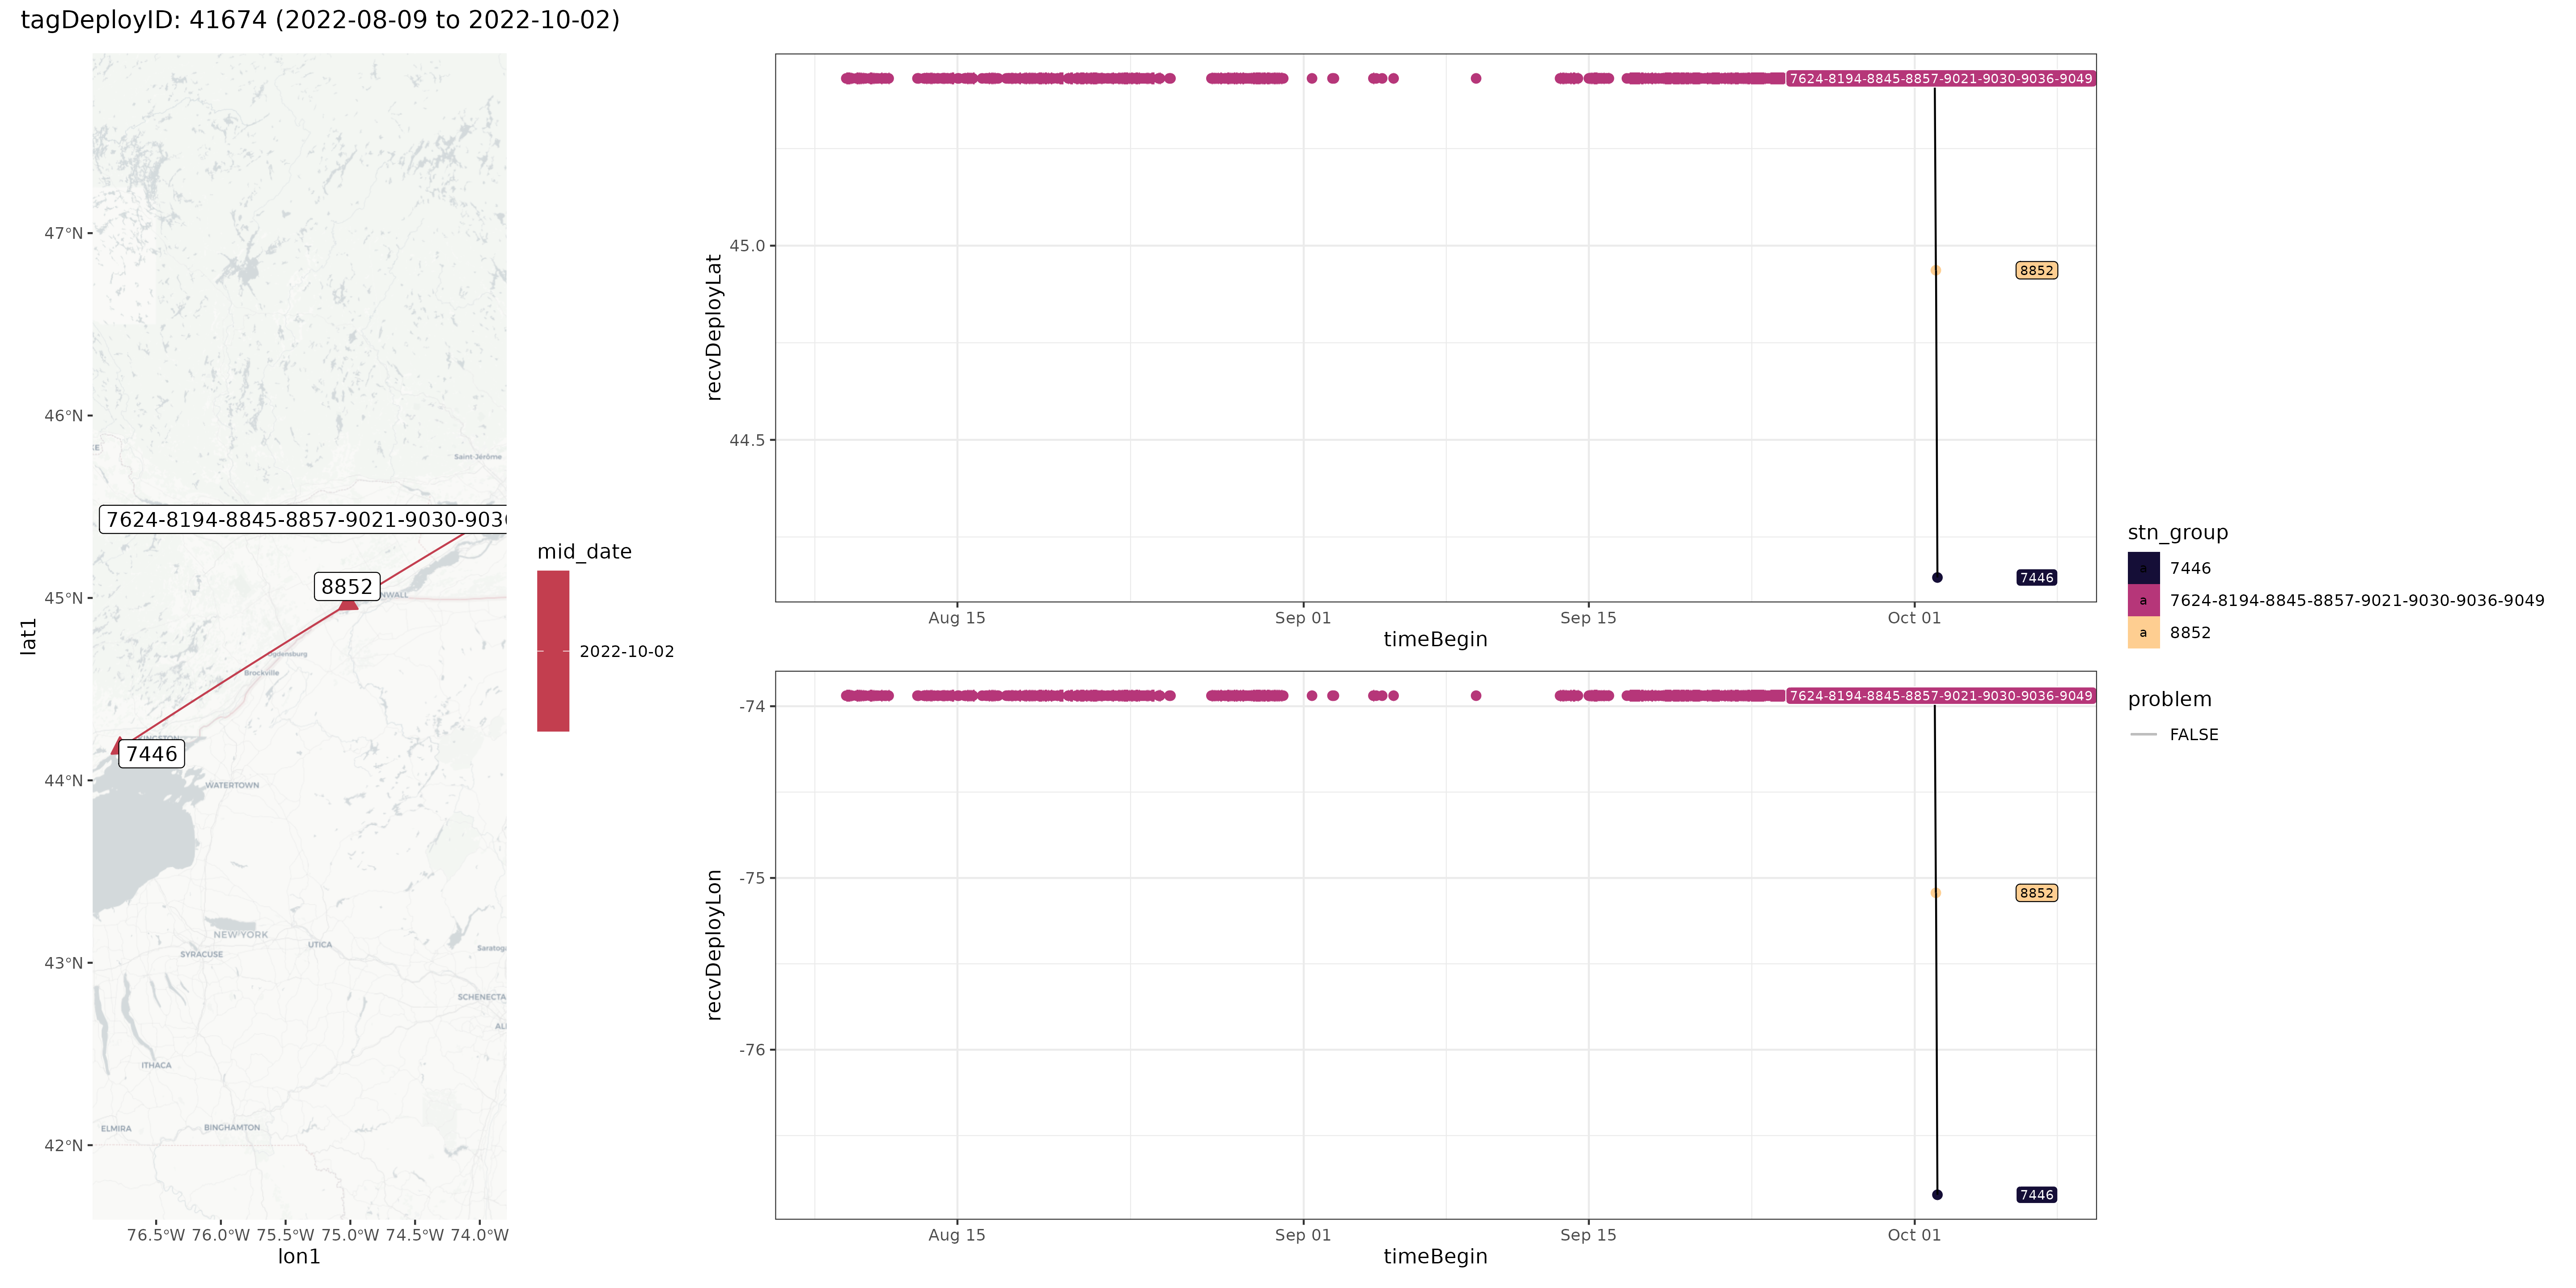 tagDeployID: 41674 (2022-08-09 to 2022-10-02)
lat1
47°N
46°N
45°N
44°N
43°N
42°N
Saint-Jérôme
7624-8194-8845-8857-9021-9030-9036
8852
NWALL
Ogdensburg
Brockville
INGSTON
7446
WATERTOWN
NEW YORK
SYRACUSE
UTICA
Saratoga
SCHENECTA
ITHACA
ELMIRA
BINGHAMTON
76.5°W 76.0°W 75.5°W 75.0°W 74.5°W 74.0°W
lon1
mid_date
2022-10-02
recvDeployLat
45.0
44.5
7624-8194-8845-8857-9021-9030-9036-9049
8852
7446
Aug 15
Sep 01
Sep 15
Oct 01
timeBegin
recvDeployLon
-74
-75
-76
7624-8194-8845-8857-9021-9030-9036-9049
8852
7446
Aug 15
Sep 01
Sep 15
Oct 01
timeBegin
stn_group
a 7446
a 7624-8194-8845-8857-9021-9030-9036-9049
a 8852
problem
FALSE